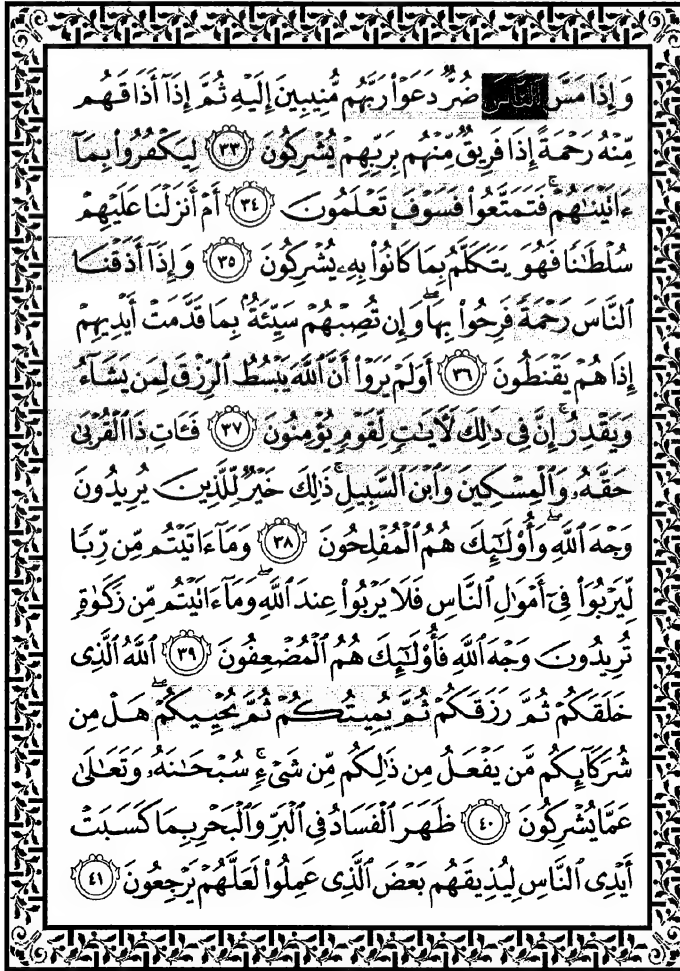 وَإِذَا مَسَّ ٱلنَّاسَ ضُرٌّ دَعَوْا۟ رَبَّهُم مُّنِيبِينَ إِلَيْهِ ثُمَّ إِذَآ أَذَاقَهُم
مِّنْهُ رَحْمَةً إِذَا فَرِيقٌ مِّنْهُم بِرَبِّهِمْ يُشْرِكُونَ ٣٣ لِيَكْفُرُوا۟ بِمَآ
ءَاتَيْنَٰهُمْ ۚ فَتَمَتَّعُوا۟ فَسَوْفَ تَعْلَمُونَ ٣٤ أَمْ أَنزَلْنَا عَلَيْهِمْ
سُلْطَٰنًا فَهُوَ يَتَكَلَّمُ بِمَا كَانُوا۟ بِهِۦ يُشْرِكُونَ ٣٥ وَإِذَآ أَذَقْنَا
ٱلنَّاسَ رَحْمَةً فَرِحُوا۟ بِهَا ۖ وَإِن تُصِبْهُمْ سَيِّئَةٌۢ بِمَا قَدَّمَتْ أَيْدِيهِمْ
إِذَا هُمْ يَقْنَطُونَ ٣٦ أَوَلَمْ يَرَوْا۟ أَنَّ ٱللَّهَ يَبْسُطُ ٱلرِّزْقَ لِمَن يَشَآءُ
وَيَقْدِرُ ۚ إِنَّ فِى ذَٰلِكَ لَءَايَٰتٍ لِّقَوْمٍ يُؤْمِنُونَ ٣٧ فَـَٔاتِ ذَا ٱلْقُرْبَىٰ
حَقَّهُۥ وَٱلْمِسْكِينَ وَٱبْنَ ٱلسَّبِيلِ ۚ ذَٰلِكَ خَيْرٌ لِّلَّذِينَ يُرِيدُونَ
وَجْهَ ٱللَّهِ ۖ وَأُو۟لَٰٓئِكَ هُمُ ٱلْمُفْلِحُونَ ٣٨ وَمَآ ءَاتَيْتُم مِّن رِّبًا
لِّيَرْبُوَا۟ فِىٓ أَمْوَٰلِ ٱلنَّاسِ فَلَا يَرْبُوا۟ عِندَ ٱللَّهِ ۖ وَمَآ ءَاتَيْتُم مِّن زَكَوٰةٍ
تُرِيدُونَ وَجْهَ ٱللَّهِ فَأُو۟لَٰٓئِكَ هُمُ ٱلْمُضْعِفُونَ ٣٩ ٱللَّهُ ٱلَّذِى
خَلَقَكُمْ ثُمَّ رَزَقَكُمْ ثُمَّ يُمِيتُكُمْ ثُمَّ يُحْيِيكُمْ ۖ هَلْ مِن
شُرَكَآئِكُم مَّن يَفْعَلُ مِن ذَٰلِكُم مِّن شَىْءٍ ۚ سُبْحَٰنَهُۥ وَتَعَٰلَىٰ
عَمَّا يُشْرِكُونَ ٤٠ ظَهَرَ ٱلْفَسَادُ فِى ٱلْبَرِّ وَٱلْبَحْرِ بِمَا كَسَبَتْ
أَيْدِى ٱلنَّاسِ لِيُذِيقَهُم بَعْضَ ٱلَّذِى عَمِلُوا۟ لَعَلَّهُمْ يَرْجِعُونَ ٤١